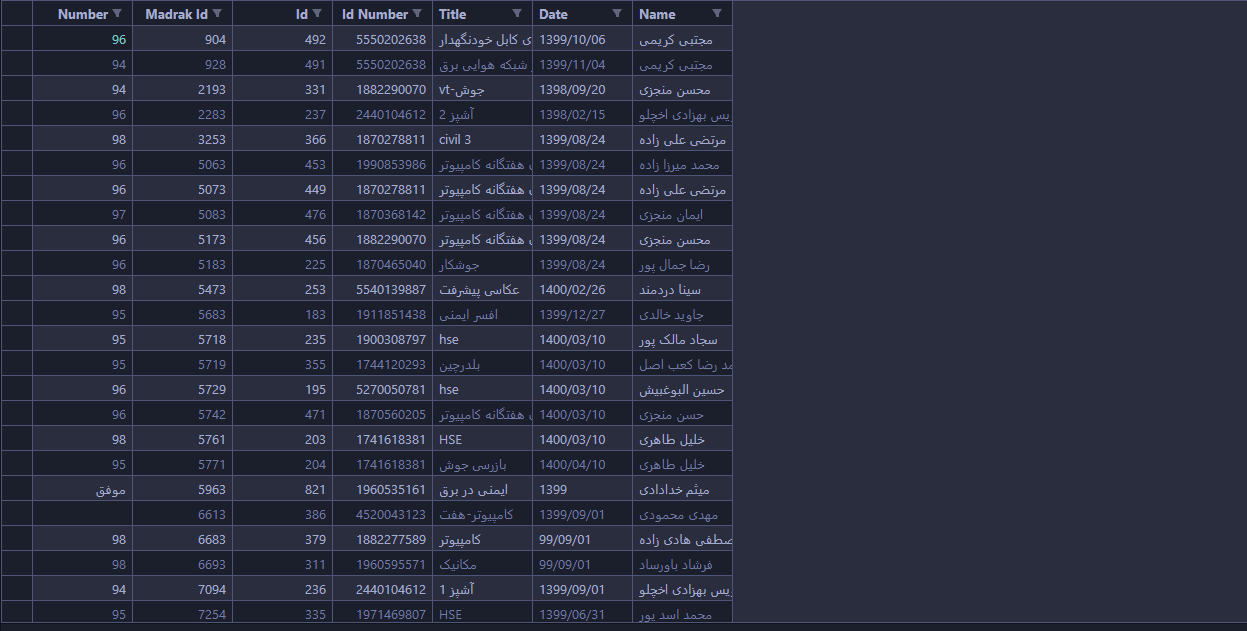 Number Madrak Id Id Id Number Title Date Name
96 904 492 5550202638 ی کابل خودنگهدار 1399/10/06 مجتبی کریمی
94 928 491 5550202638 شبکه هوایی برق 1399/11/04 مجتبی کریمی
94 2193 331 1882290070 جوش-vt 1398/09/20 محسن منجزی
96 2283 237 2440104612 آشپز 2 1398/02/15 یس بهزادی اخچلو
98 3253 366 1870278811 civil 3 1399/08/24 مرتضی علی زاده
96 5063 453 1990853986 هفتگانه کامپیوتر 1399/08/24 محمد میرزا زاده
96 5073 449 1870278811 هفتگانه کامپیوتر 1399/08/24 مرتضی علی زاده
97 5083 476 1870368142 هفتگانه کامپیوتر 1399/08/24 ایمان منجزی
96 5173 456 1882290070 هفتگانه کامپیوتر 1399/08/24 محسن منجزی
96 5183 225 1870465040 جوشکار 1399/08/24 رضا جمال پور
98 5473 253 5540139887 عکاسی پیشرفت 1400/02/26 سینا دردمند
95 5683 183 1911851438 افسر ایمنی 1399/12/27 جاوید خالدی
95 5718 235 1900308797 hse 1400/03/10 سجاد مالک پور
95 5719 355 1744120293 بلدرچین 1400/03/10 مد رضا کعب اصل
96 5729 195 5270050781 hse 1400/03/10 حسین البوغبیش
96 5742 471 1870560205 هفتگانه کامپیوتر 1400/03/10 حسن منجزی
98 5761 203 1741618381 HSE 1400/03/10 خلیل طاهری
95 5771 204 1741618381 بازرسی جوش 1400/04/10 خلیل طاهری
موفق 5963 821 1960535161 ایمنی در برق 1399 میثم خدادادی
6613 386 4520043123 کامپیوتر-هفت 1399/09/01 مهدی محمودی
98 6683 379 1882277589 کامپیوتر 99/09/01 صطفی هادی زاده
98 6693 311 1960595571 مکانیک 99/09/01 فرشاد باورساد
94 7094 236 2440104612 آشپز 1 1399/09/01 یس بهزادی اخچلو
95 7254 335 1971469807 HSE 1399/06/31 محمد اسد پور